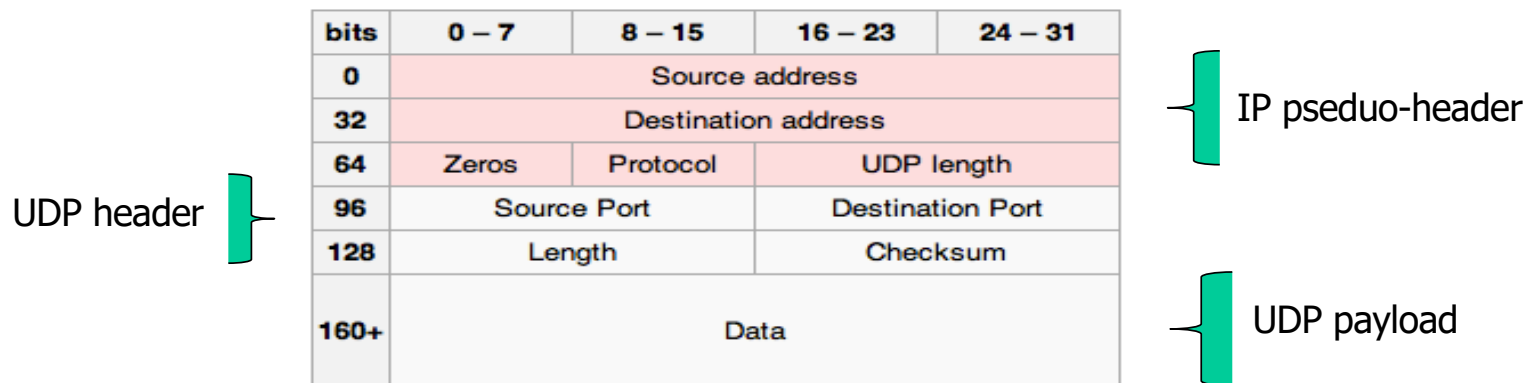 bits 0 – 7 8 – 15 16 – 23 24 – 31
0 Source address
32 Destination address
64 Zeros Protocol UDP length
96 Source Port Destination Port
128 Length Checksum
160+ Data
IP pseduo-header
UDP header
UDP payload